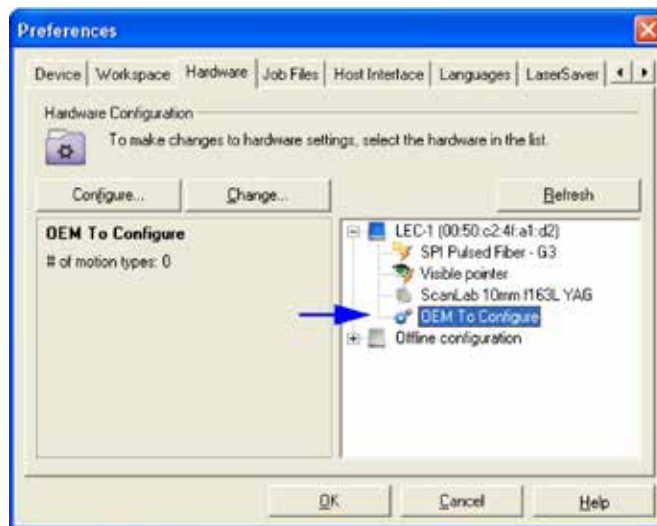 Preferences
Device Workspace Hardware Job Files Host Interface Languages LaserSaver
Hardware Configuration
To make changes to hardware settings, select the hardware in the list.
Configure... Change... Refresh
OEM To Configure
# of motion types: 0
LEC-1 (00:50:c2:4f:a1:d2)
SPI Pulsed Fiber - G3
Visible pointer
ScanLab 10mm f163L YAG
OEM To Configure
Offline configuration
OK Cancel Help